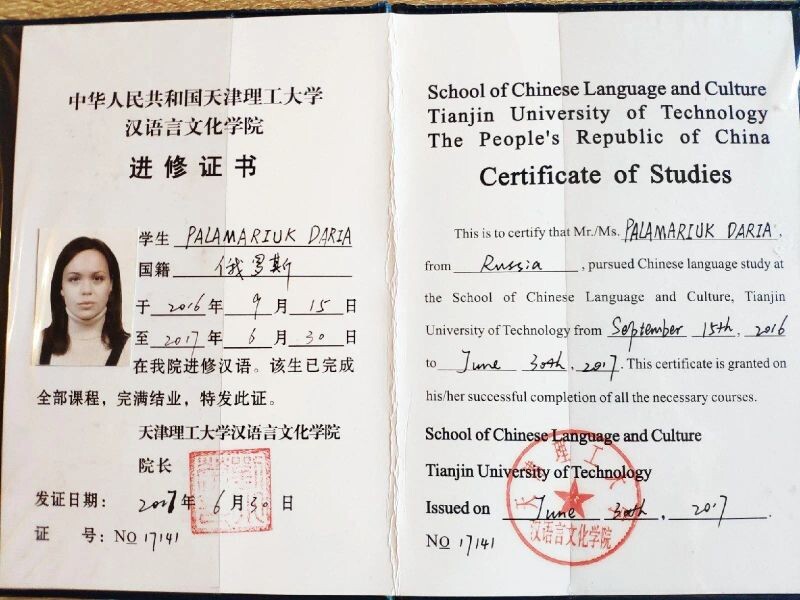 中华人民共和国天津理工大学
汉语言文化学院
进修证书
学生 PALAMARIUK DARIA
国籍 俄罗斯
于 2016 年 9 月 15 日
至 2017 年 6 月 30 日
在我院进修汉语。该生已完成
全部课程，完满结业，特发此证。
天津理工大学汉语言文化学院
院长
发证日期： 2017 年 6 月 30 日
证 号： NO 17141
School of Chinese Language and Culture
Tianjin University of Technology
The People's Republic of China
Certificate of Studies
This is to certify that Mr./Ms. PALAMARIUK DARIA,
from Russia, pursued Chinese language study at
the School of Chinese Language and Culture, Tianjin
University of Technology from September 15th, 2016
to June 30th, 2017. This certificate is granted on
his/her successful completion of all the necessary courses.
School of Chinese Language and Culture
Tianjin University of Technology
Issued on June 30th, 2017.
NO 17141
天津理工大学
汉语言文化学院